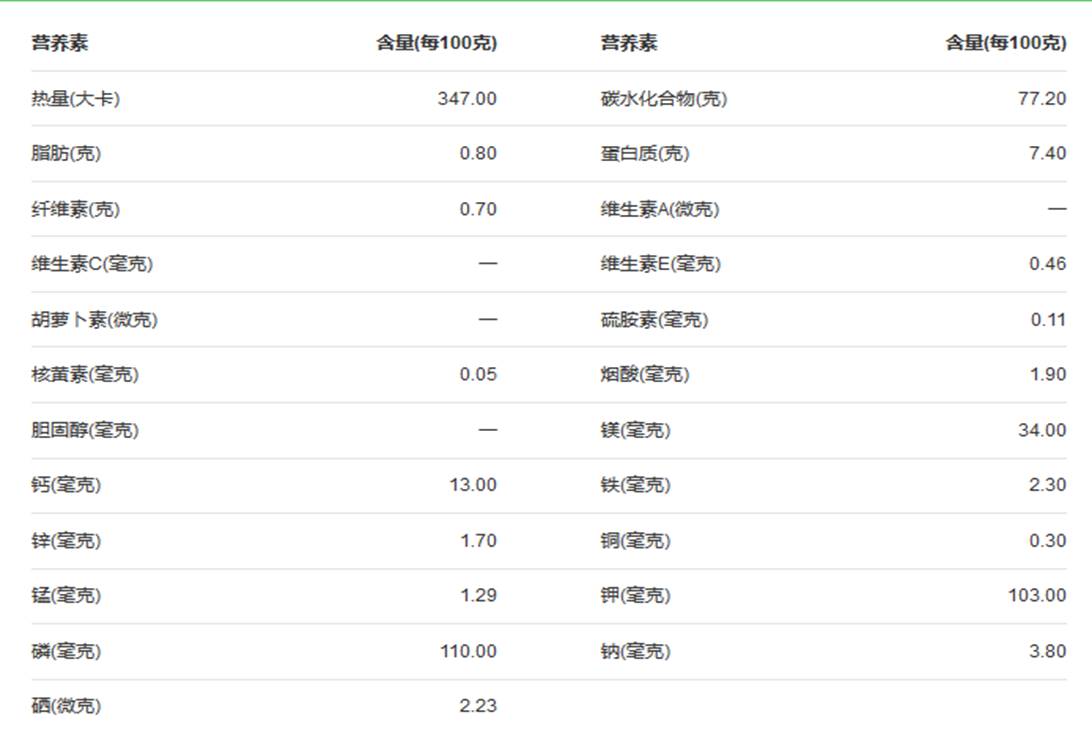 营养素 含量(每100克) 营养素 含量(每100克)
热量(大卡) 347.00 碳水化合物(克) 77.20
脂肪(克) 0.80 蛋白质(克) 7.40
纤维素(克) 0.70 维生素A(微克) —
维生素C(毫克) — 维生素E(毫克) 0.46
胡萝卜素(微克) — 硫胺素(毫克) 0.11
核黄素(毫克) 0.05 烟酸(毫克) 1.90
胆固醇(毫克) — 镁(毫克) 34.00
钙(毫克) 13.00 铁(毫克) 2.30
锌(毫克) 1.70 铜(毫克) 0.30
锰(毫克) 1.29 钾(毫克) 103.00
磷(毫克) 110.00 钠(毫克) 3.80
硒(微克) 2.23